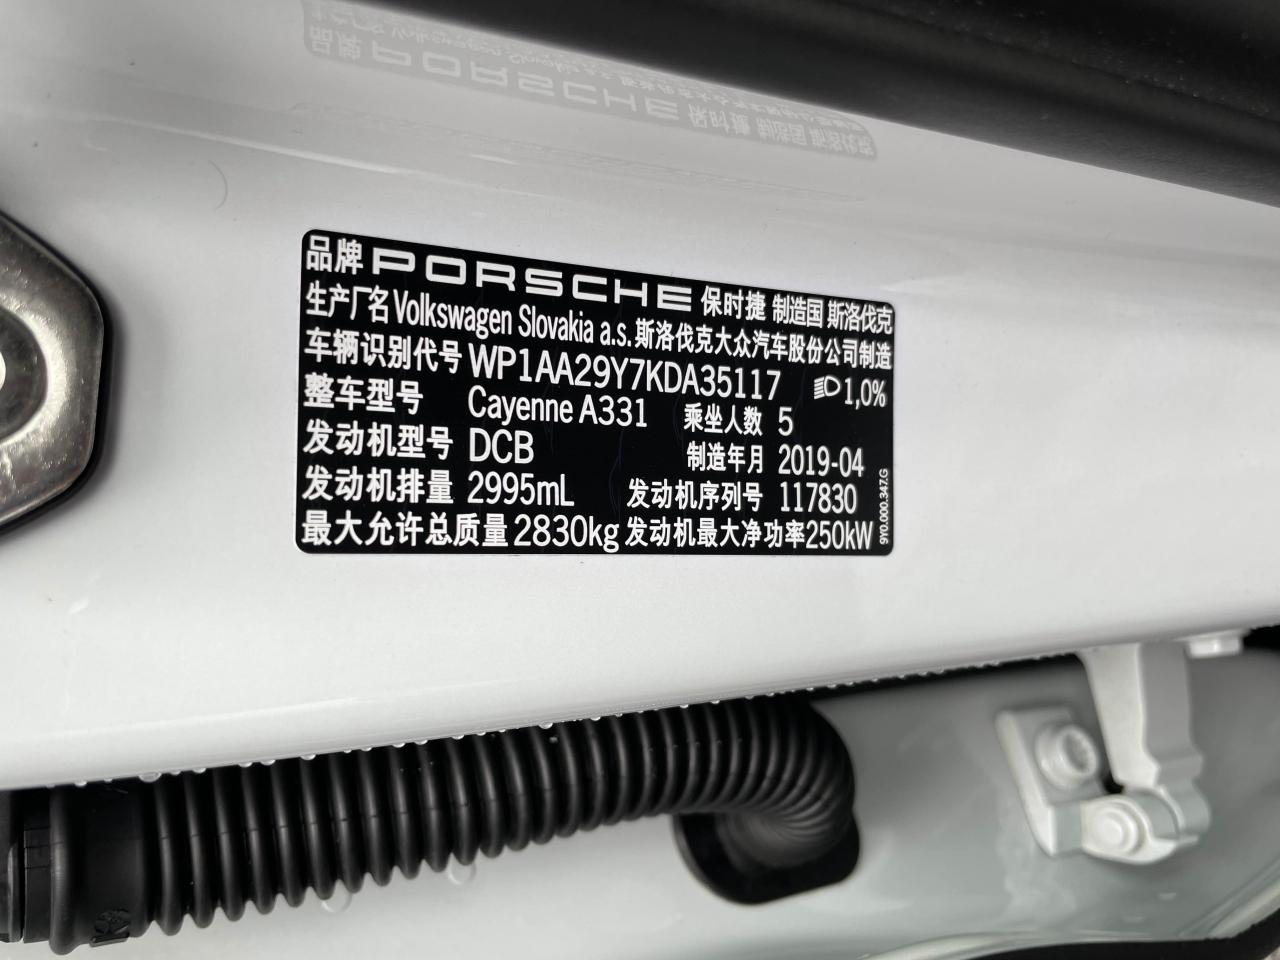 品牌 PORSCHE 保时捷 制造国 斯洛伐克
生产厂名 Volkswagen Slovakia a.s. 斯洛伐克大众汽车股份公司制造
车辆识别代号 WP1AA29Y7KDA35117 1,0%
整车型号 Cayenne A331 乘坐人数 5
发动机型号 DCB 制造年月 2019-04
发动机排量 2995mL 发动机序列号 117830
最大允许总质量 2830kg 发动机最大净功率 250kW
9Y0.000.347.G